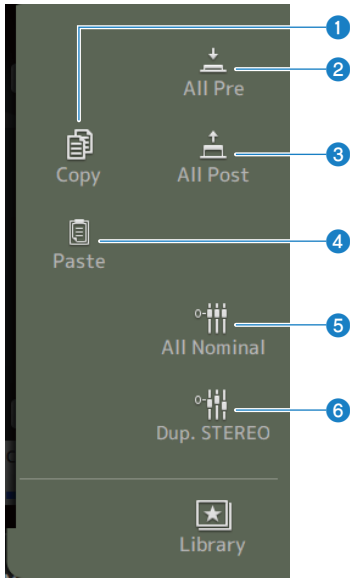 1
All Pre
2
Copy
All Post
3
Paste
4
All Nominal
5
Dup. STEREO
6
Library